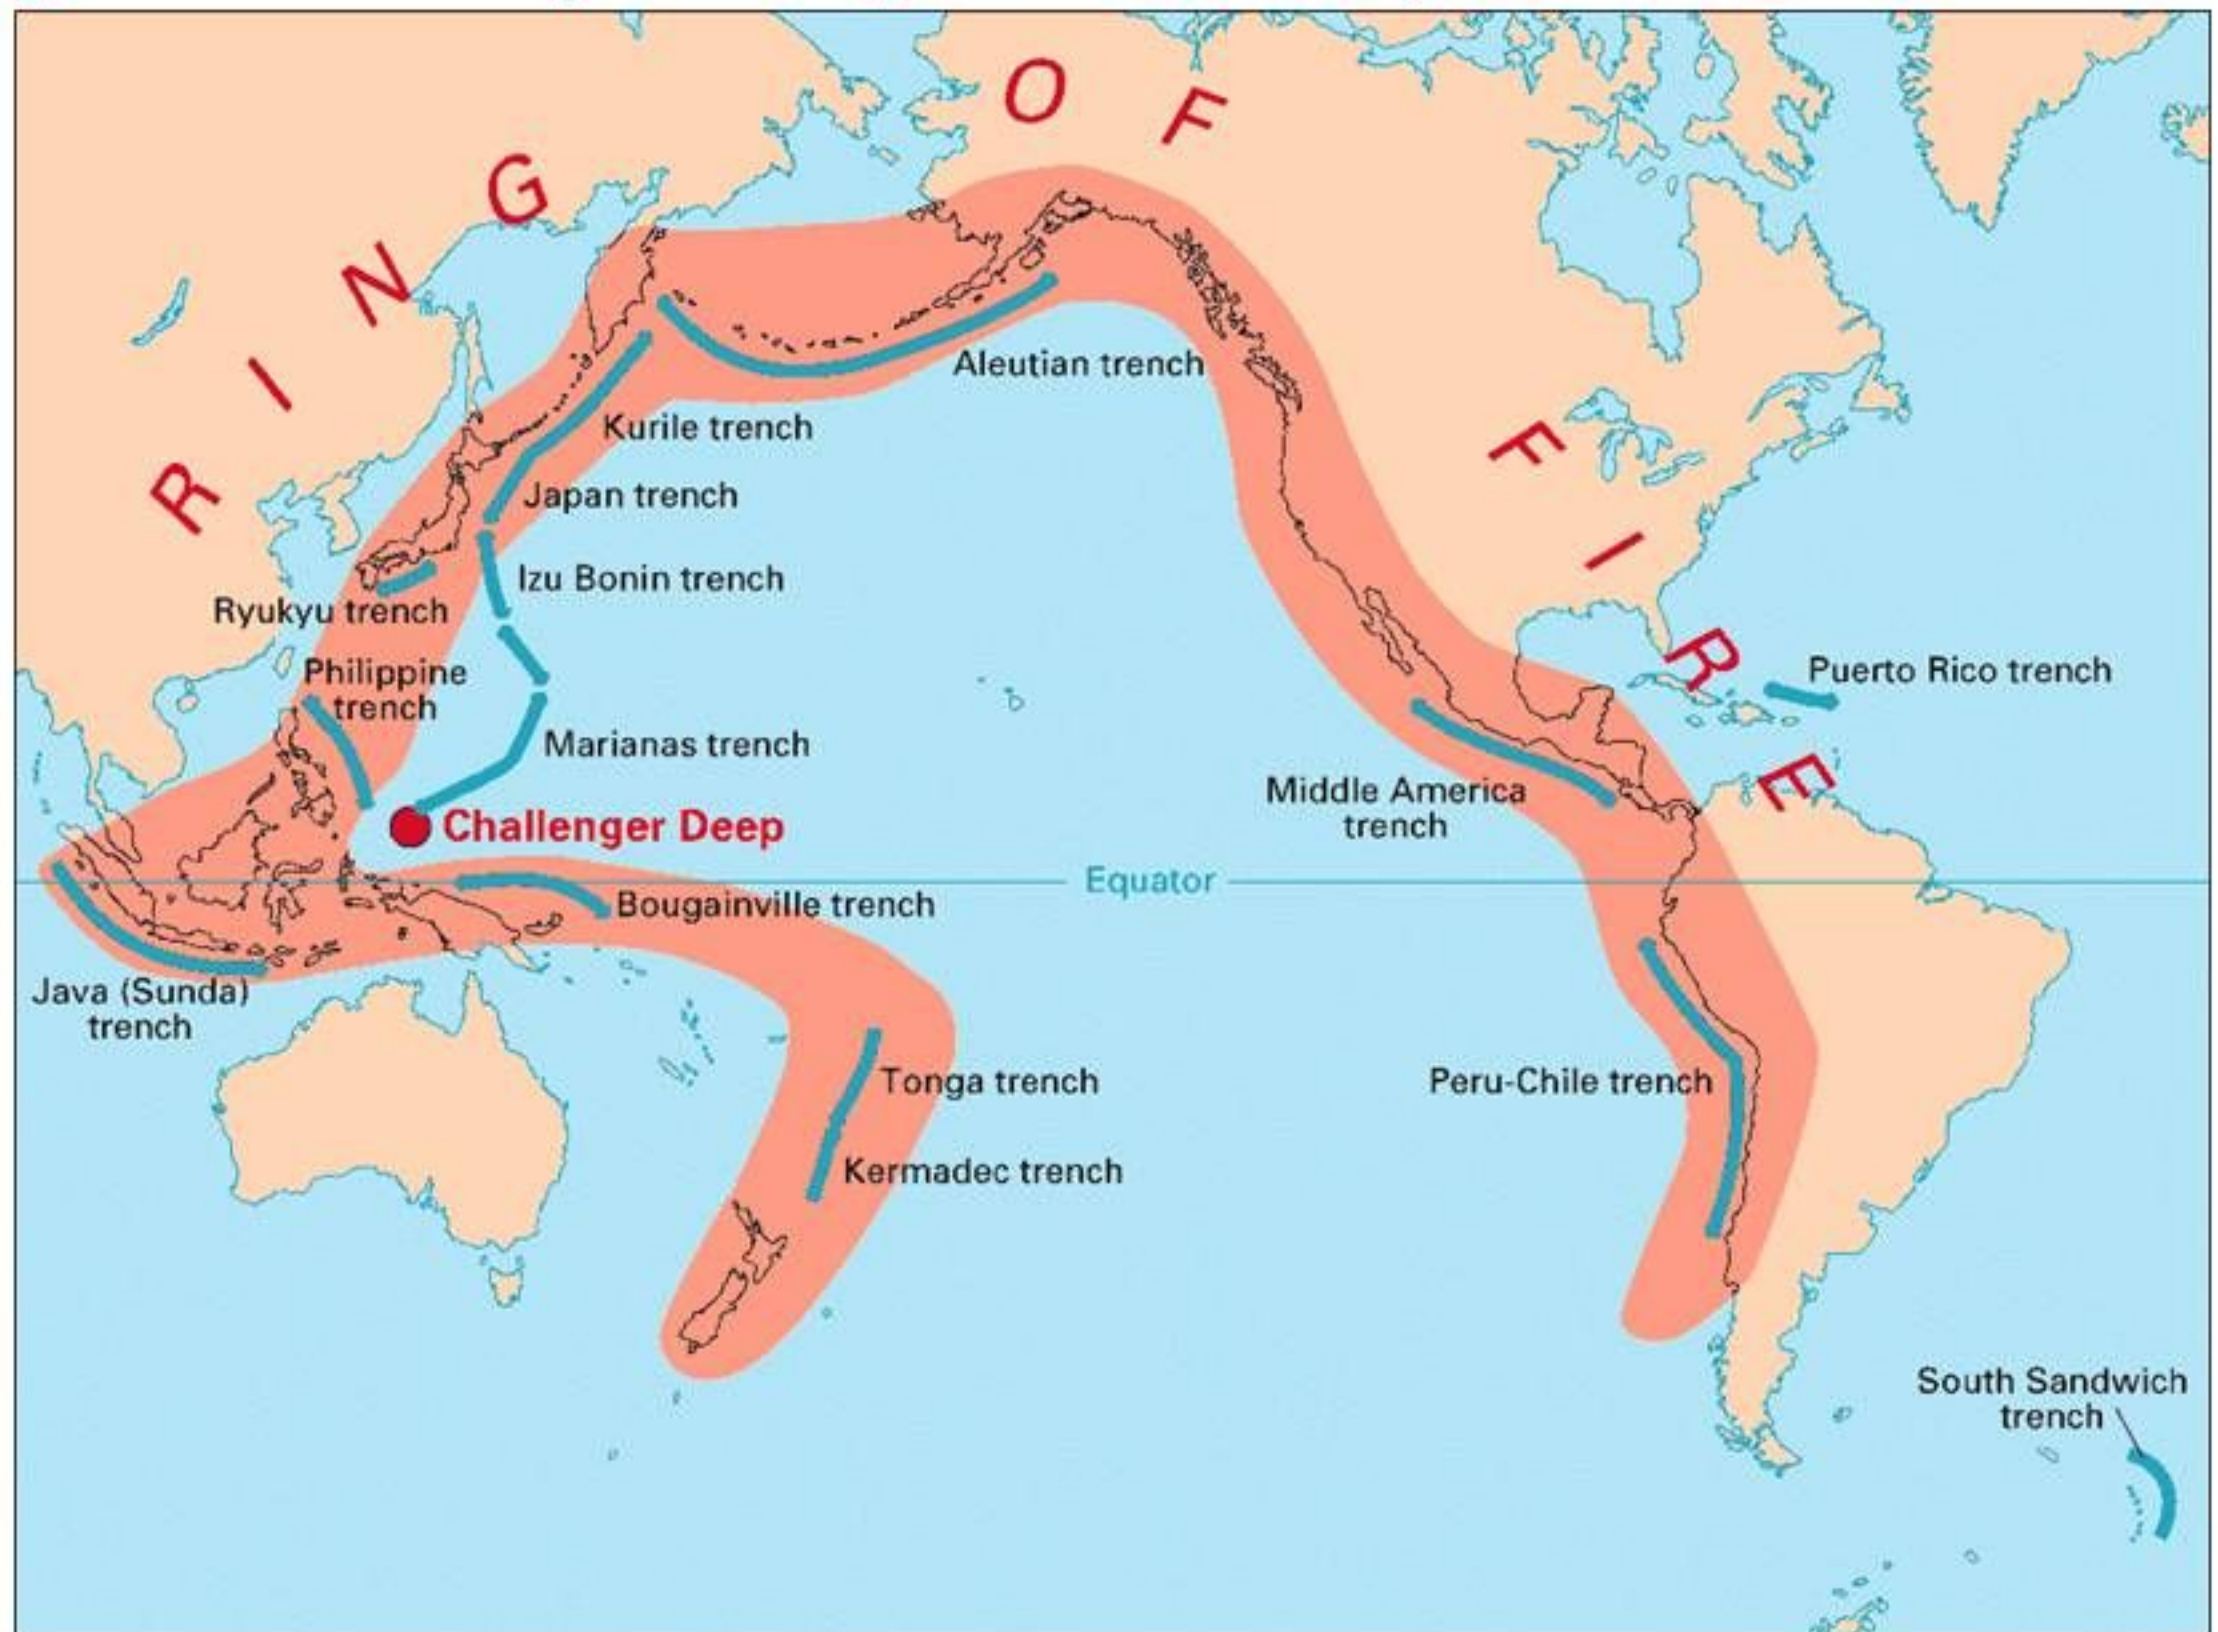 RING OF FIRE
Aleutian trench
Kurile trench
Japan trench
Izu Bonin trench
Ryukyu trench
Philippine
trench
Marianas trench
Challenger Deep
Puerto Rico trench
Middle America
trench
Equator
Bougainville trench
Java (Sunda)
trench
Tonga trench
Kermadec trench
Peru-Chile trench
South Sandwich
trench